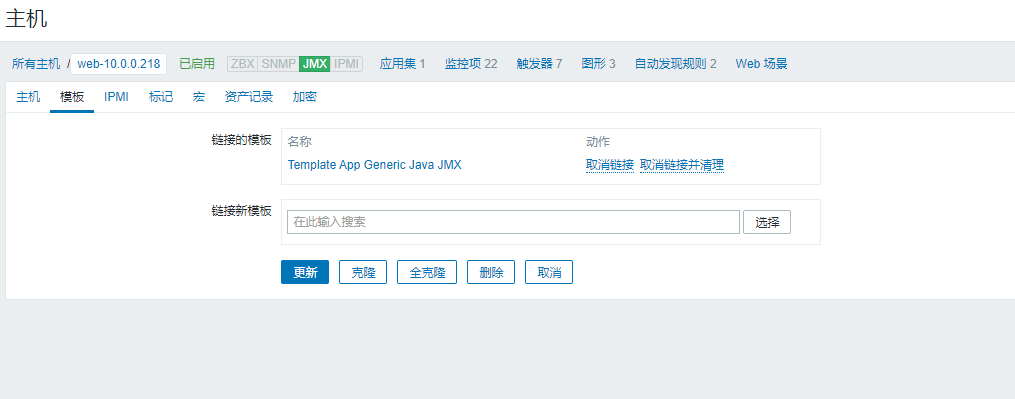 主机
所有主机 / web-10.0.0.218 已启用 ZBX SNMP JMX IPMI 应用集 1 监控项 22 触发器 7 图形 3 自动发现规则 2 Web 场景
主机 模板 IPMI 标记 宏 资产记录 加密
链接的模板 名称 动作
Template App Generic Java JMX 取消链接 取消链接并清理
链接新模板 在此输入搜索 选择
更新 克隆 全克隆 删除 取消